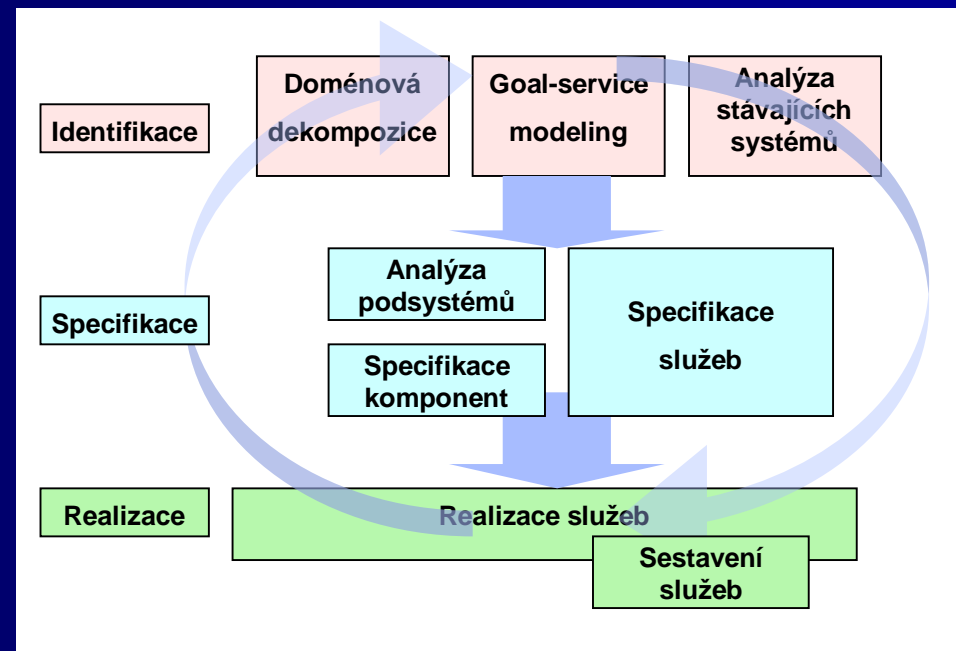 Identifikace
Doménová
dekompozice
Goal-service
modeling
Analýza
stávajících
systémů
Specifikace
Analýza
podsystémů
Specifikace
komponent
Specifikace
služeb
Realizace
Realizace služeb
Sestavení
služeb